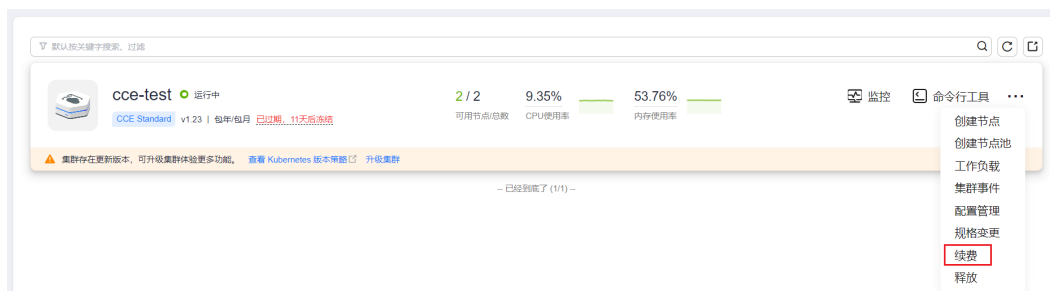 默认按关键字搜索、过滤
cce-test 运行中
CCE Standard v1.23 | 包年/包月 已过期，11天后冻结
2 / 2
可用节点/总数
9.35%
CPU使用率
53.76%
内存使用率
监控
命令行工具
集群存在更新版本，可升级集群体验更多功能。 查看 Kubernetes 版本策略 升级集群
-- 已经到底了 (1/1) --
创建节点
创建节点池
工作负载
集群事件
配置管理
规格变更
续费
释放